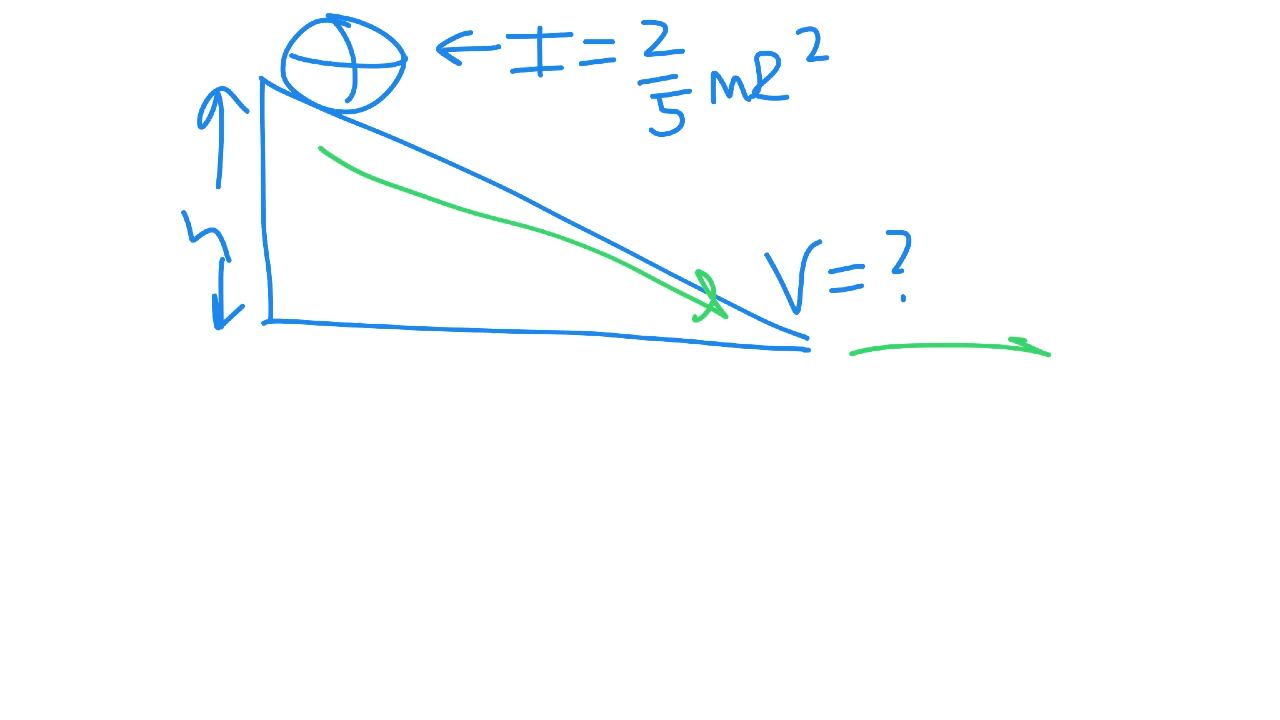 I = 2/5 mR²
h
V = ?